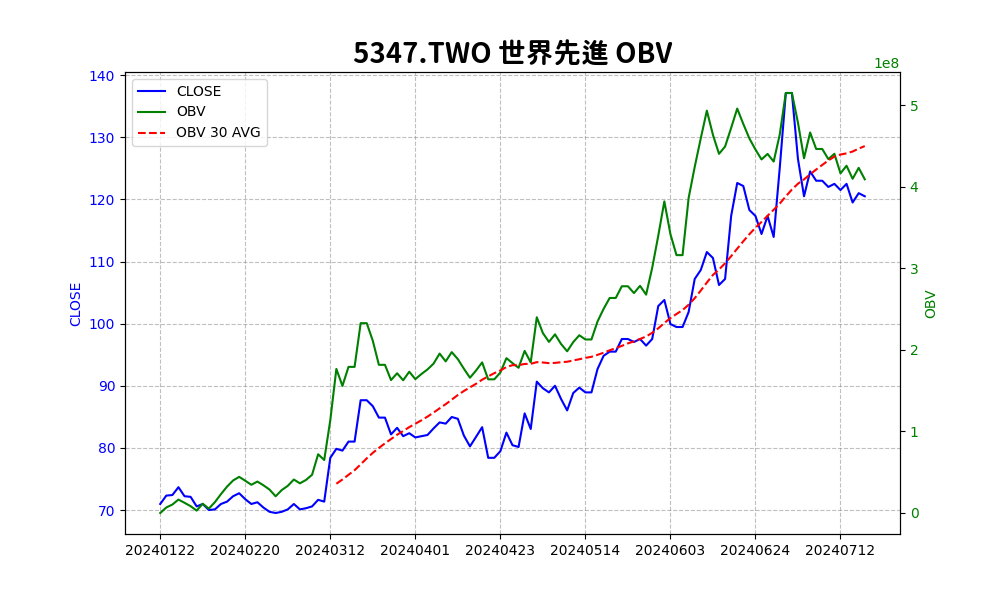 5347.TWO 世界先進 OBV
1e8
CLOSE
OBV
OBV 30 AVG
140
130
120
110
100
90
80
70
CLOSE
5
4
3
2
1
0
OBV
20240122 20240220 20240312 20240401 20240423 20240514 20240603 20240624 20240712